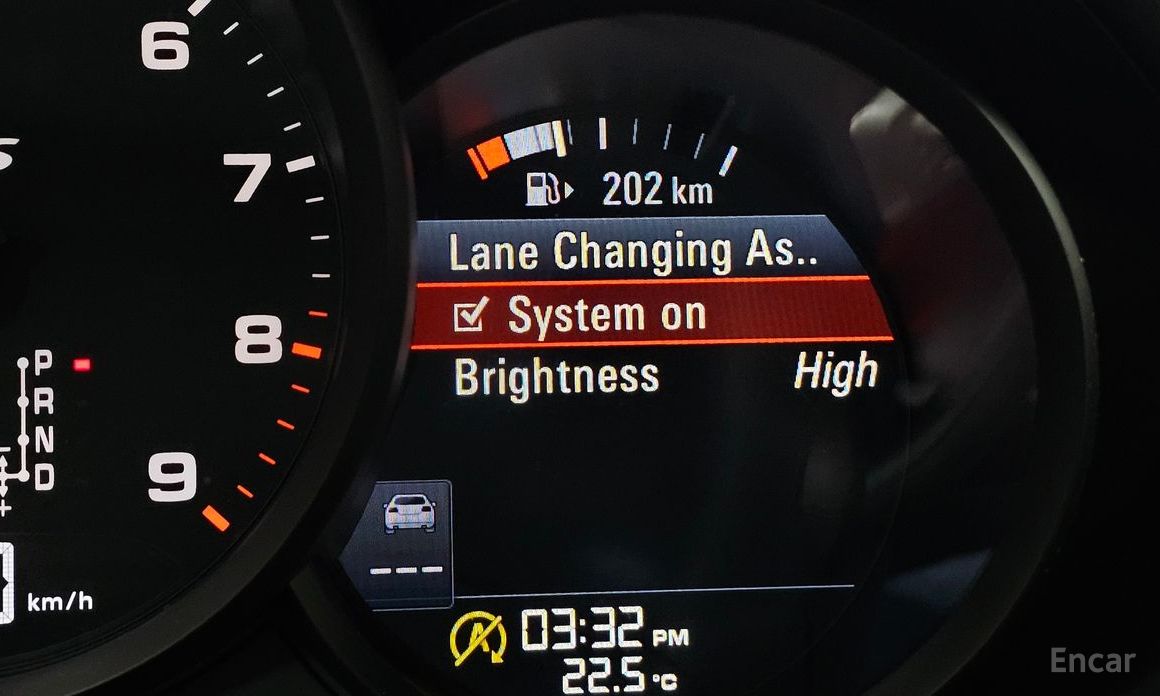 6
7
8
9
S
P
R
N
D
+
km/h
202 km
Lane Changing As..
System on
Brightness High
A
03:32 PM
22.5 °C
Encar